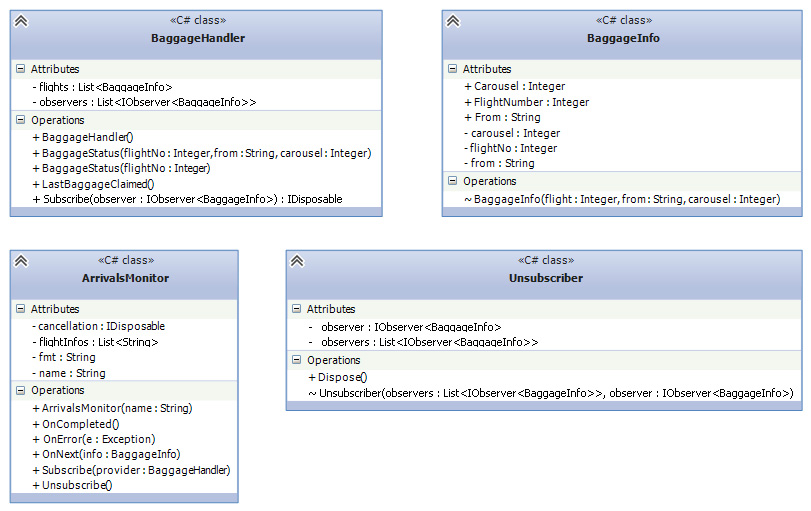 «C# class»
BaggageHandler
Attributes
- flights : List<BaggageInfo>
- observers : List<IObserver<BaggageInfo>>
Operations
+ BaggageHandler()
+ BaggageStatus(flightNo : Integer,from : String, carousel : Integer)
+ BaggageStatus(flightNo : Integer)
+ LastBaggageClaimed()
+ Subscribe(observer : IObserver<BaggageInfo>) : IDisposable
«C# class»
BaggageInfo
Attributes
+ Carousel : Integer
+ FlightNumber : Integer
+ From : String
- carousel : Integer
- flightNo : Integer
- from : String
Operations
~ BaggageInfo(flight : Integer, from : String, carousel : Integer)
«C# class»
ArrivalsMonitor
Attributes
- cancellation : IDisposable
- flightInfos : List<String>
- fmt : String
- name : String
Operations
+ ArrivalsMonitor(name : String)
+ OnCompleted()
+ OnError(e : Exception)
+ OnNext(info : BaggageInfo)
+ Subscribe(provider : BaggageHandler)
+ Unsubscribe()
«C# class»
Unsubscriber
Attributes
- observer : IObserver<BaggageInfo>
- observers : List<IObserver<BaggageInfo>>
Operations
+ Dispose()
~ Unsubscriber(observers : List<IObserver<BaggageInfo>>, observer : IObserver<BaggageInfo>)